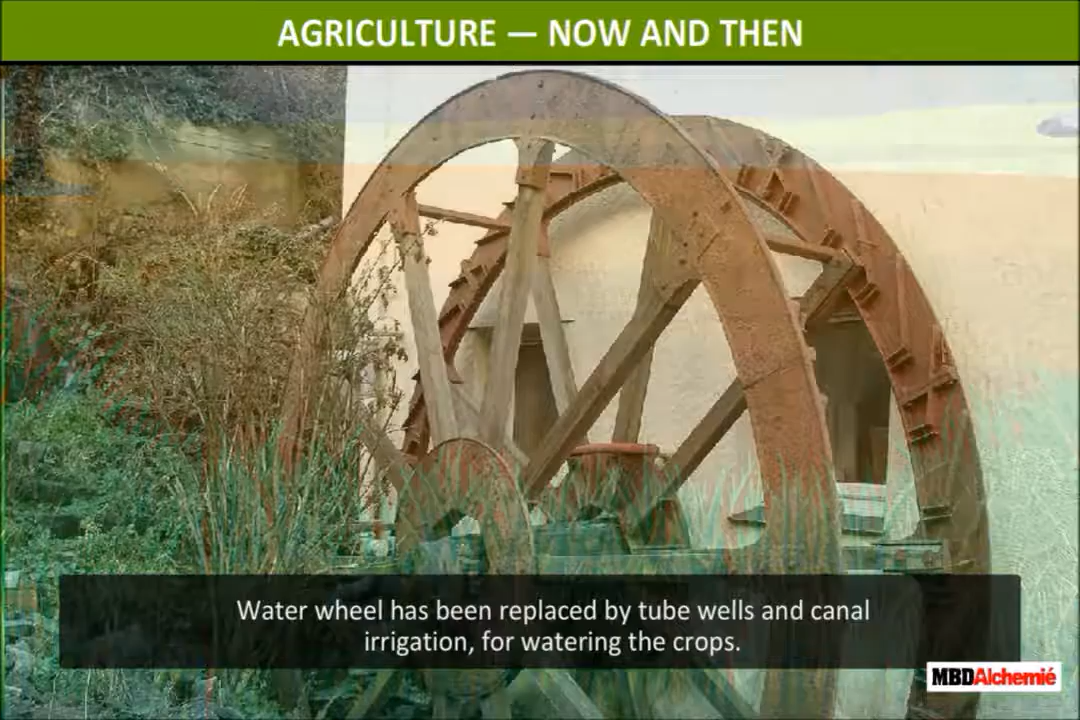 AGRICULTURE — NOW AND THEN
Water wheel has been replaced by tube wells and canal
irrigation, for watering the crops.
MBDAlchemié